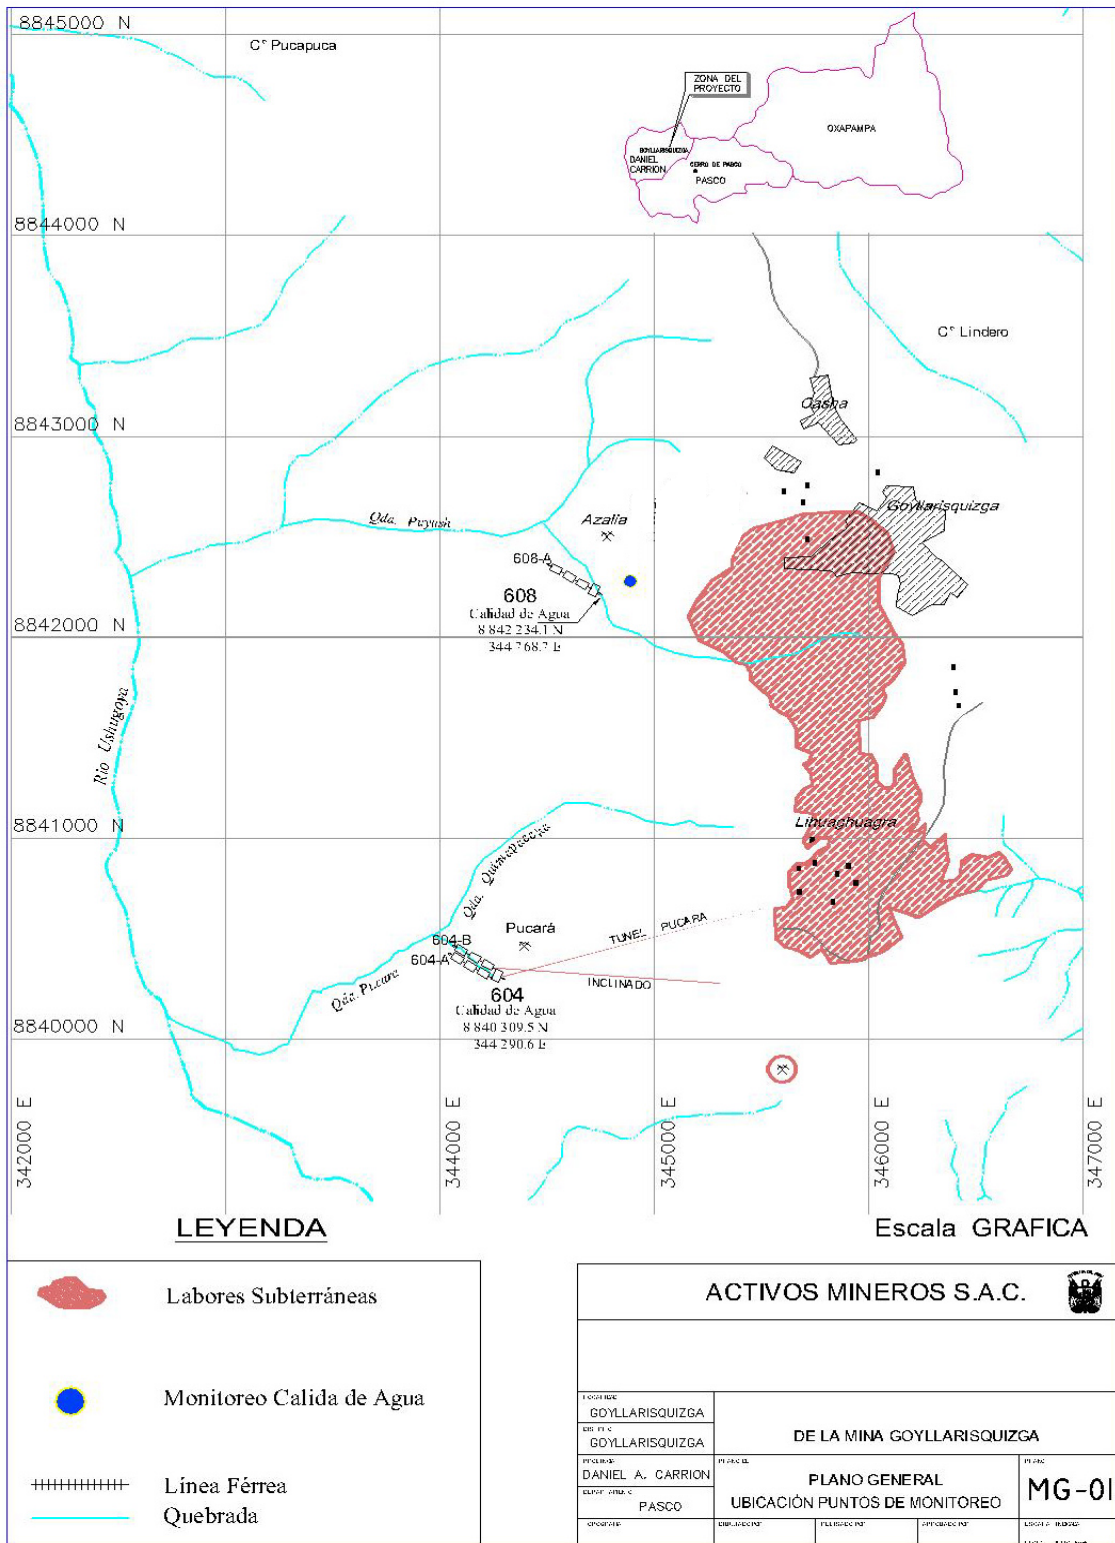 8845000 N
C° Pucapuca
ZONA DEL
PROYECTO
OXAPAMPA
GOYLLARISQUIZGA
DANIEL
CARRION
CERRO DE PASCO
PASCO
8844000 N
C° Lindero
Casha
8843000 N
Goyllarisquizga
Qda. Puyush
Azalia
608-A
608
Calidad de Agua
8 842 234.1 N
344 768.7 E
8842000 N
Rio Ushugoya
8841000 N
Lihuachuagra
Qda.
Pucará
TUNEL PUCARA
604-B
604-A
INCLINADO
Qda. Pucara
604
Calidad de Agua
8 840 309.5 N
344 290.6 E
8840000 N
342000 E
344000 E
345000 E
346000 E
347000 E
LEYENDA
Escala GRAFICA
Labores Subterráneas
Monitoreo Calida de Agua
Línea Férrea
Quebrada
ACTIVOS MINEROS S.A.C.
GOYLLARISQUIZGA
GOYLLARISQUIZGA
DE LA MINA GOYLLARISQUIZGA
DANIEL A. CARRION
PLANO GENERAL
UBICACIÓN PUNTOS DE MONITOREO
MG-01
PASCO